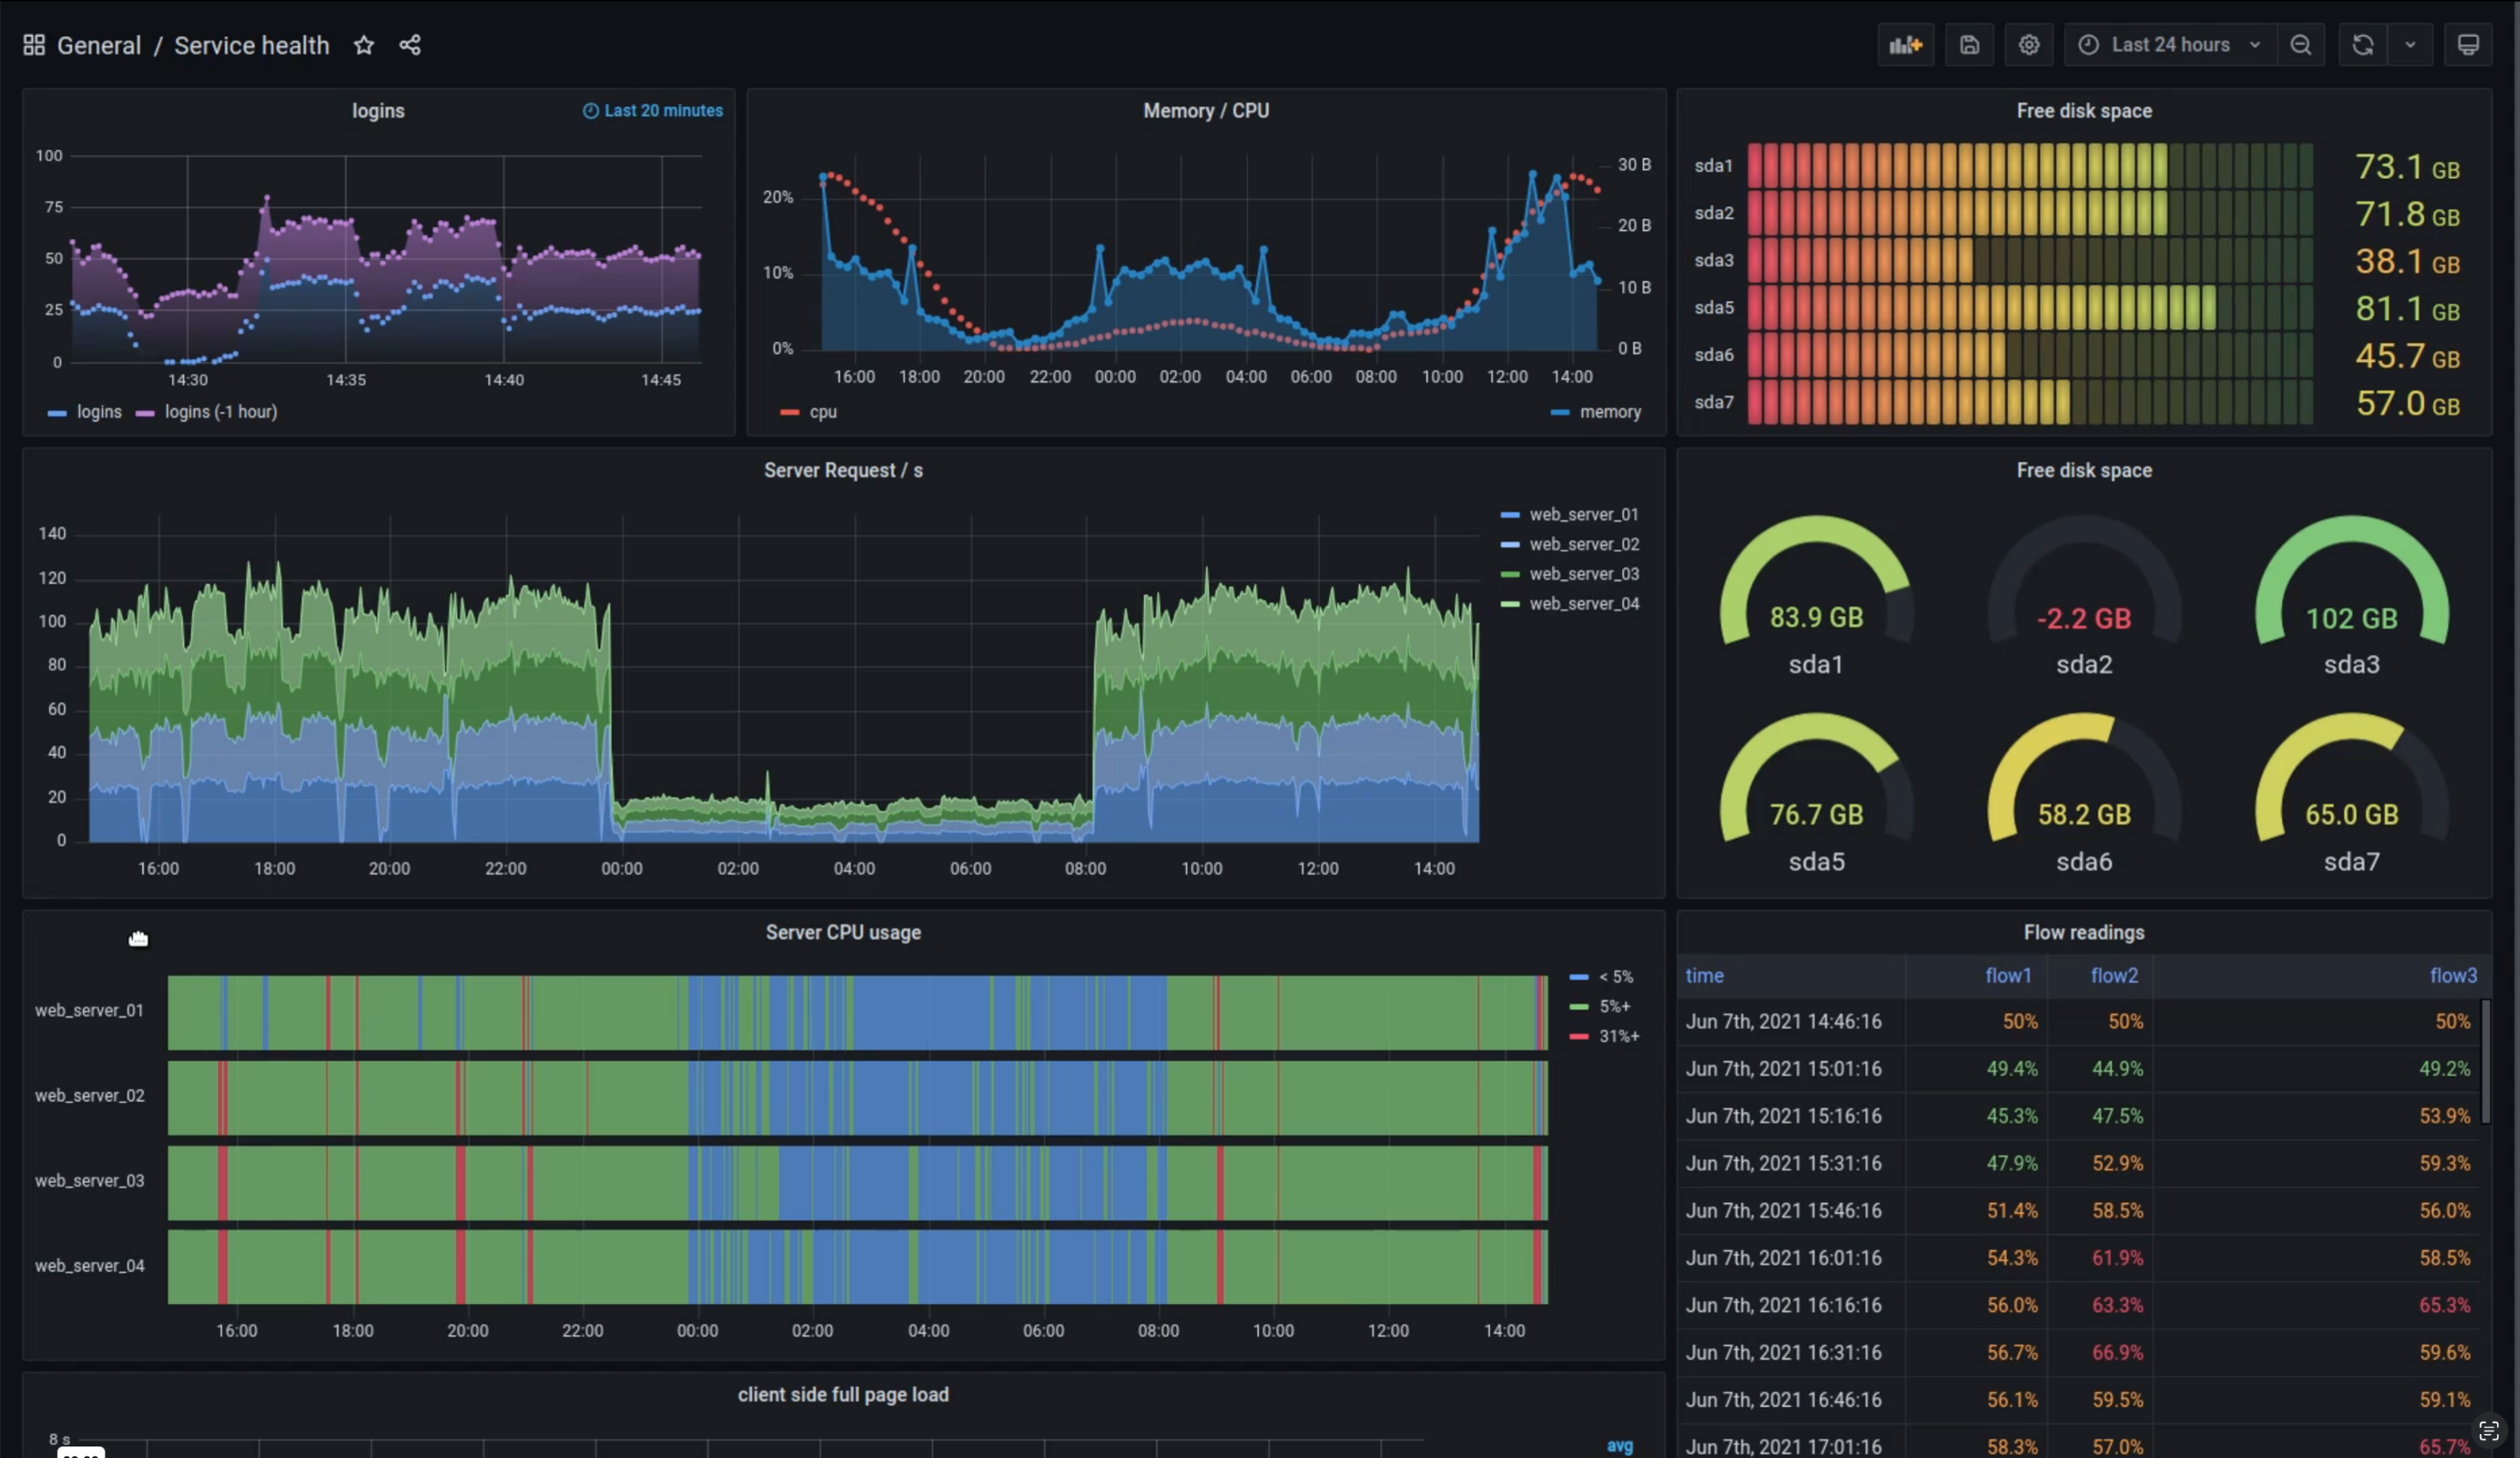 General / Service health
Last 24 hours
logins
Last 20 minutes
100
75
50
25
0
14:30 14:35 14:40 14:45
logins logins (-1 hour)
Memory / CPU
20%
10%
0%
30 B
20 B
10 B
0 B
16:00 18:00 20:00 22:00 00:00 02:00 04:00 06:00 08:00 10:00 12:00 14:00
cpu memory
Free disk space
sda1 73.1 GB
sda2 71.8 GB
sda3 38.1 GB
sda5 81.1 GB
sda6 45.7 GB
sda7 57.0 GB
Server Request / s
140
120
100
80
60
40
20
0
16:00 18:00 20:00 22:00 00:00 02:00 04:00 06:00 08:00 10:00 12:00 14:00
web_server_01
web_server_02
web_server_03
web_server_04
Free disk space
83.9 GB -2.2 GB 102 GB
sda1 sda2 sda3
76.7 GB 58.2 GB 65.0 GB
sda5 sda6 sda7
Server CPU usage
web_server_01
web_server_02
web_server_03
web_server_04
16:00 18:00 20:00 22:00 00:00 02:00 04:00 06:00 08:00 10:00 12:00 14:00
< 5%
5%+
31%+
Flow readings
time flow1 flow2 flow3
Jun 7th, 2021 14:46:16 50% 50% 50%
Jun 7th, 2021 15:01:16 49.4% 44.9% 49.2%
Jun 7th, 2021 15:16:16 45.3% 47.5% 53.9%
Jun 7th, 2021 15:31:16 47.9% 52.9% 59.3%
Jun 7th, 2021 15:46:16 51.4% 58.5% 56.0%
Jun 7th, 2021 16:01:16 54.3% 61.9% 58.5%
Jun 7th, 2021 16:16:16 56.0% 63.3% 65.3%
Jun 7th, 2021 16:31:16 56.7% 66.9% 59.6%
Jun 7th, 2021 16:46:16 56.1% 59.5% 59.1%
Jun 7th, 2021 17:01:16 58.3% 57.0% 65.7%
client side full page load
8 s
avg